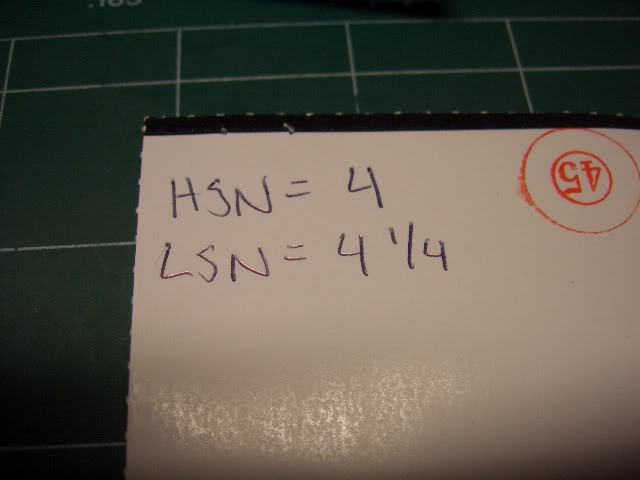 HSN = 4
LSN = 4 1/4
45